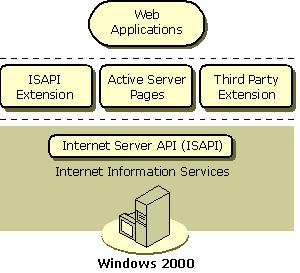 Web
Applications
ISAPI
Extension
Active Server
Pages
Third Party
Extension
Internet Server API (ISAPI)
Internet Information Services
Windows 2000